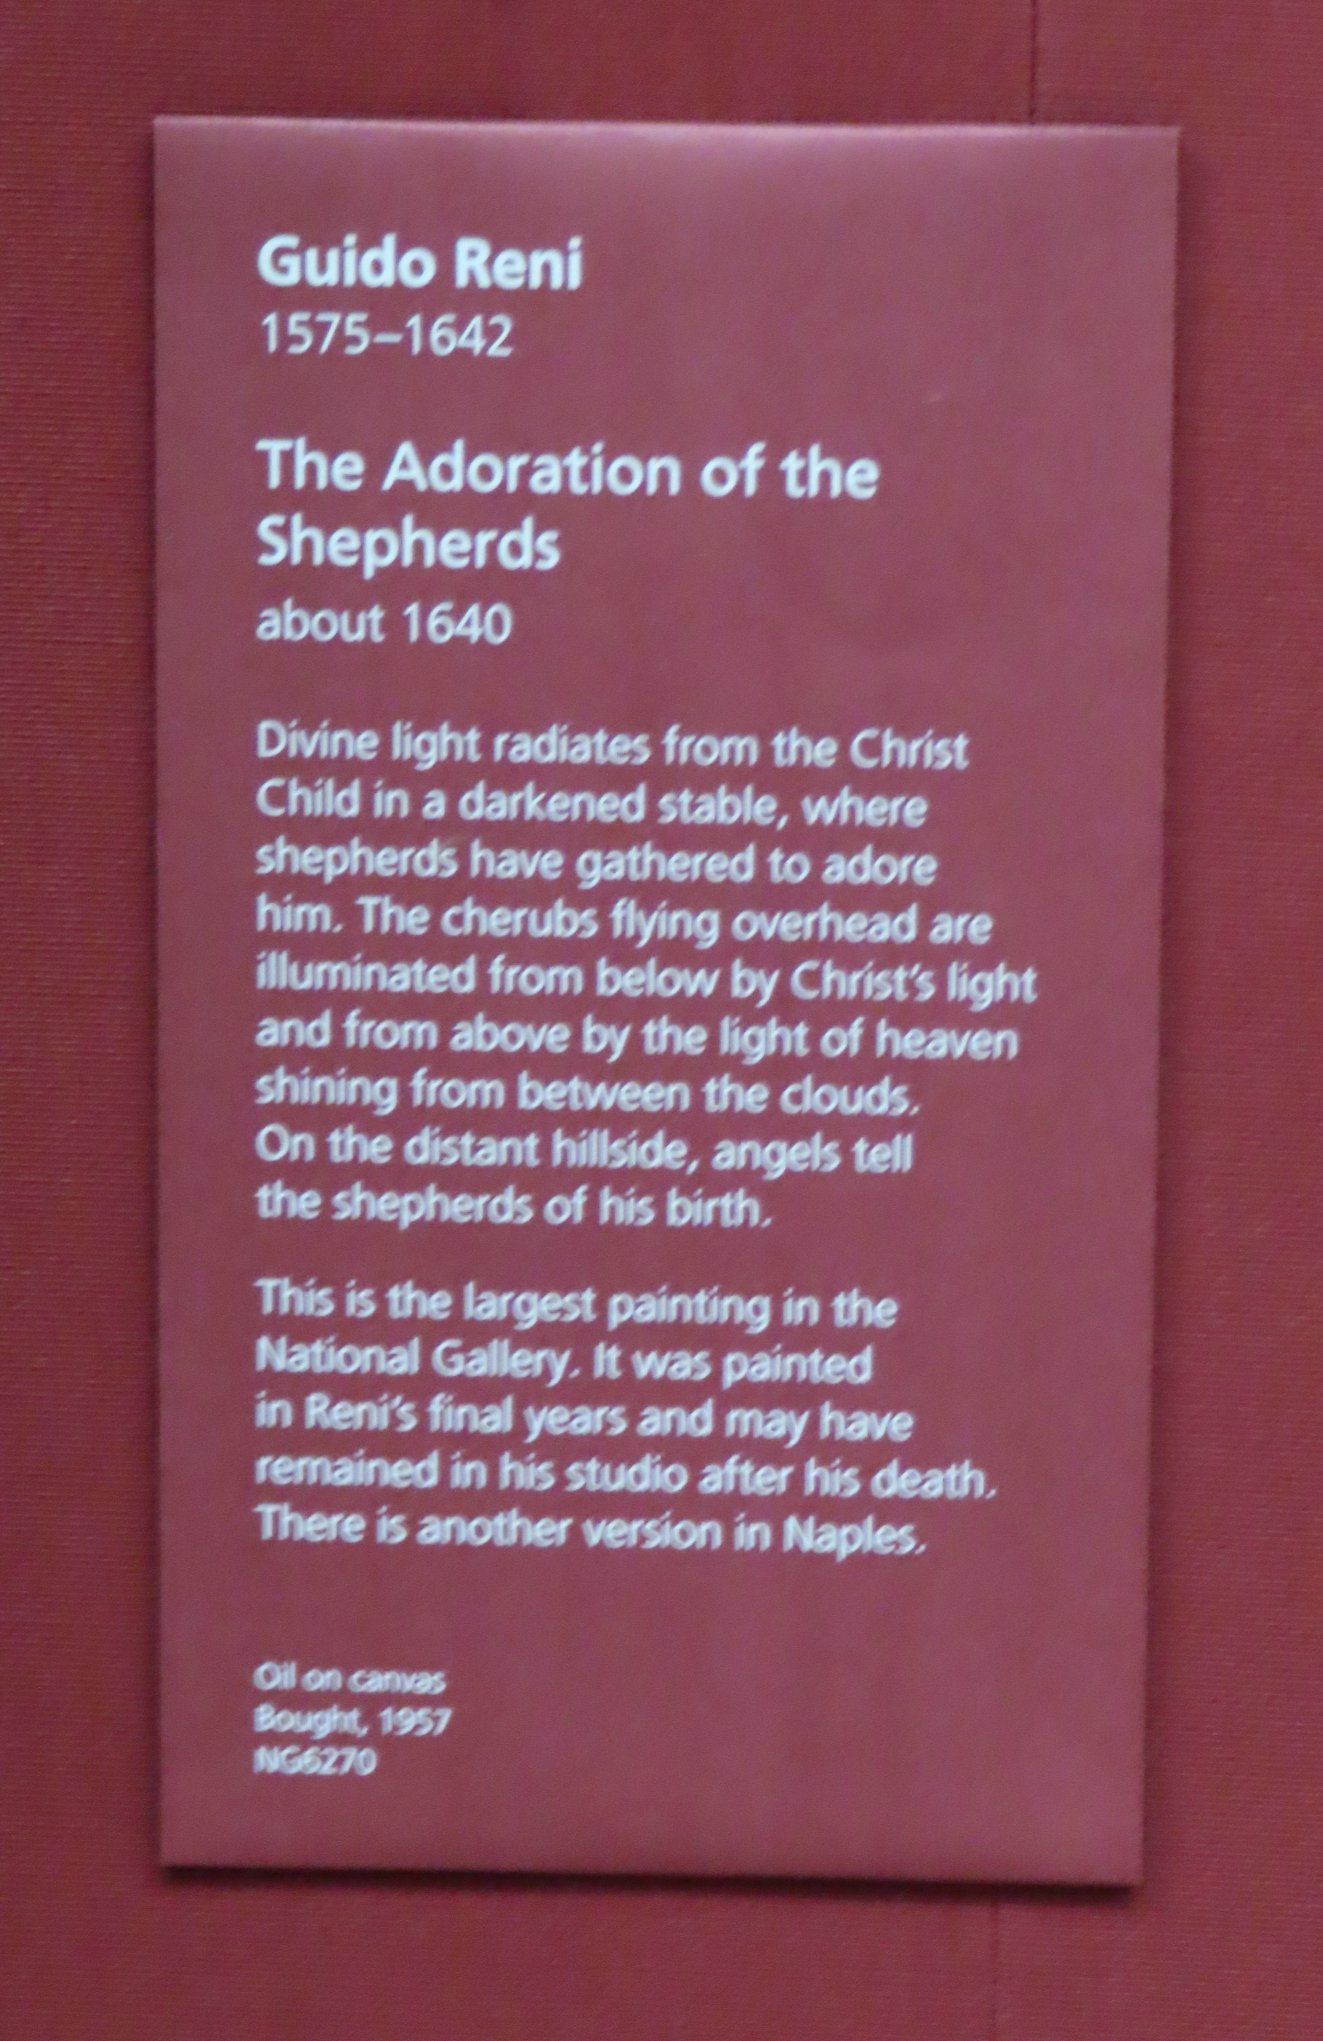 Guido Reni
1575–1642
The Adoration of the
Shepherds
about 1640
Divine light radiates from the Christ
Child in a darkened stable, where
shepherds have gathered to adore
him. The cherubs flying overhead are
illuminated from below by Christ’s light
and from above by the light of heaven
shining from between the clouds.
On the distant hillside, angels tell
the shepherds of his birth.
This is the largest painting in the
National Gallery. It was painted
in Reni’s final years and may have
remained in his studio after his death.
There is another version in Naples.
Oil on canvas
Bought, 1957
NG6270